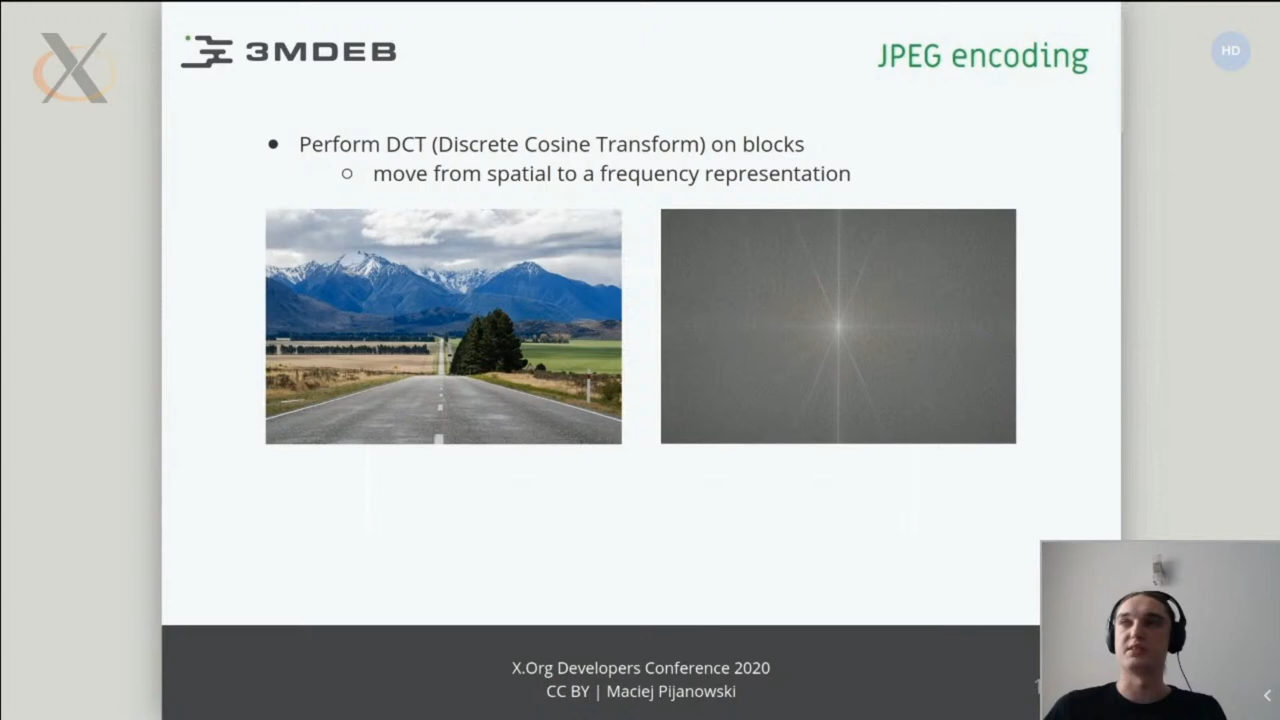 3MDEB
JPEG encoding
HD
Perform DCT (Discrete Cosine Transform) on blocks
move from spatial to a frequency representation
X.Org Developers Conference 2020
CC BY | Maciej Pijanowski